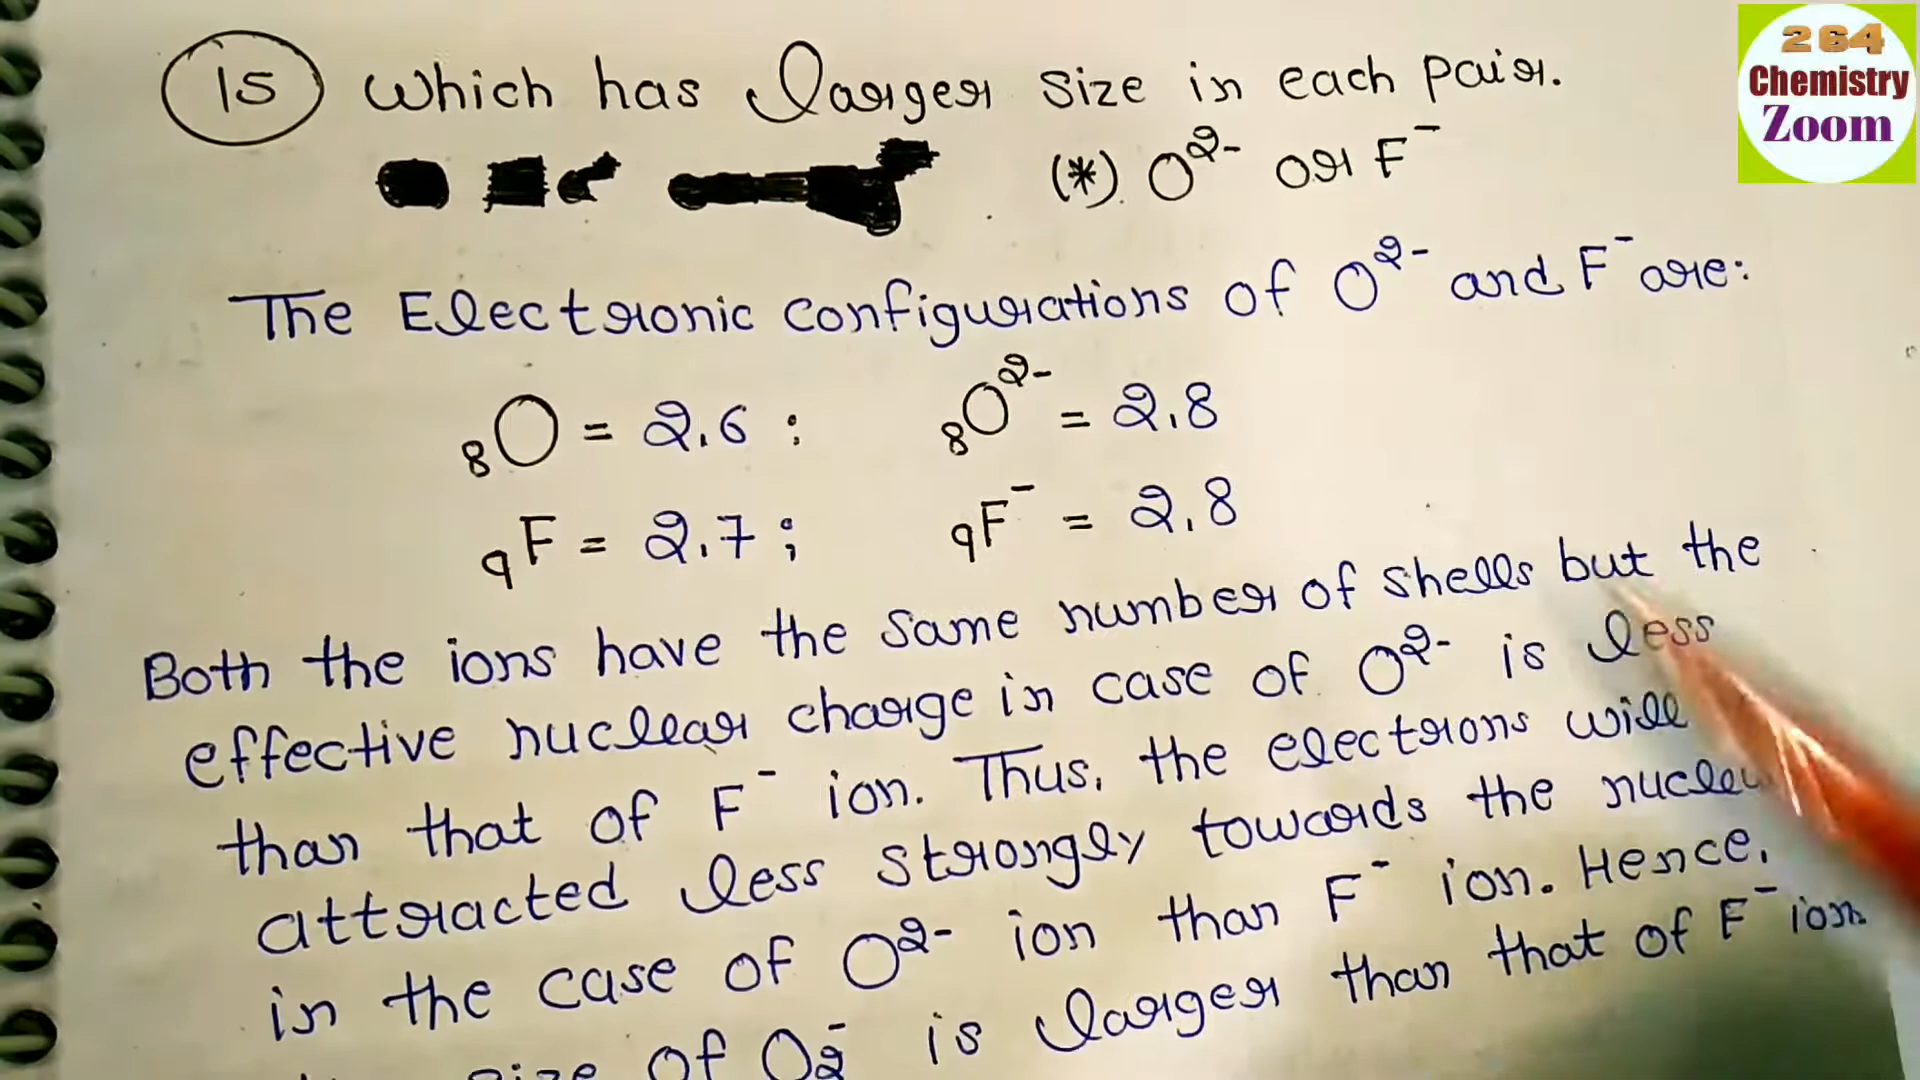 264
Chemistry
Zoom
15 Which has larger size in each pair.
(*) O²⁻ or F⁻
The Electronic configurations of O²⁻ and F⁻ are:
₈O = 2.6 : ₈O²⁻ = 2.8
₉F = 2.7 ; ₉F⁻ = 2.8
Both the ions have the same number of shells but the
effective nuclear charge in case of O²⁻ is less
than that of F⁻ ion. Thus, the electrons will
attracted less strongly towards the
in the case of O²⁻ ion than F⁻ ion. Hence,
size of O₂⁻ is larger than that of F⁻ ion.